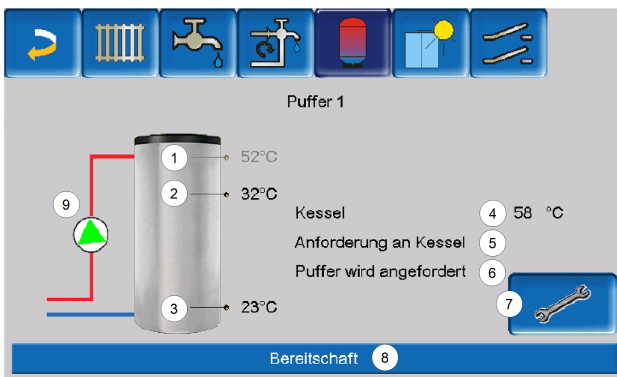 Puffer 1
1 52°C
2 32°C
9
Kessel 4 58 °C
Anforderung an Kessel 5
Puffer wird angefordert 6
7
3 23°C
Bereitschaft 8